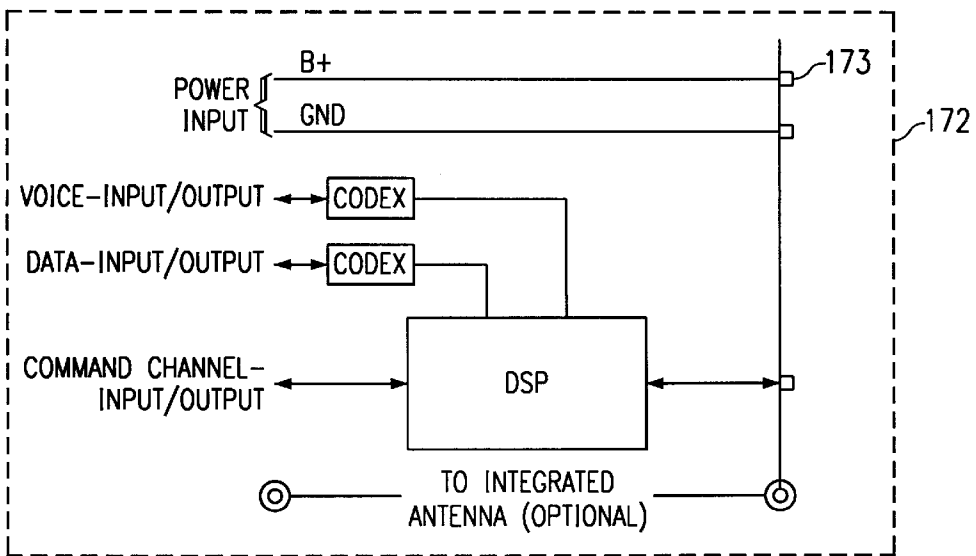 B+
173
POWER
INPUT
GND
172
VOICE-INPUT/OUTPUT
CODEX
DATA-INPUT/OUTPUT
CODEX
COMMAND CHANNEL-
INPUT/OUTPUT
DSP
TO INTEGRATED
ANTENNA (OPTIONAL)